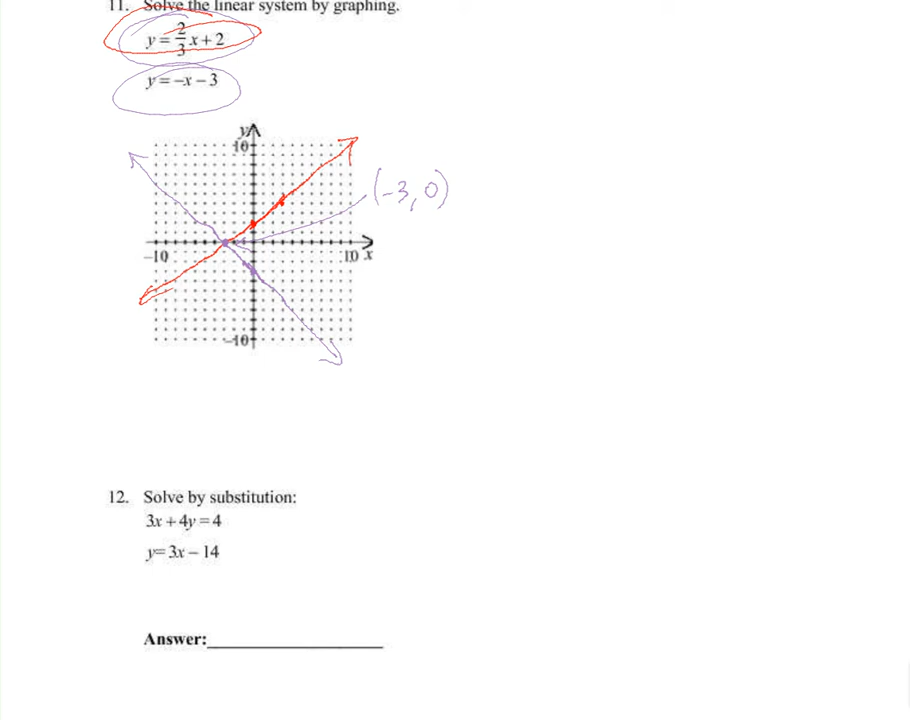 11. Solve the linear system by graphing.
y = 2/3 x + 2
y = -x - 3
y
10
(-3, 0)
-10
10 x
-10
12. Solve by substitution:
3x + 4y = 4
y = 3x - 14
Answer: